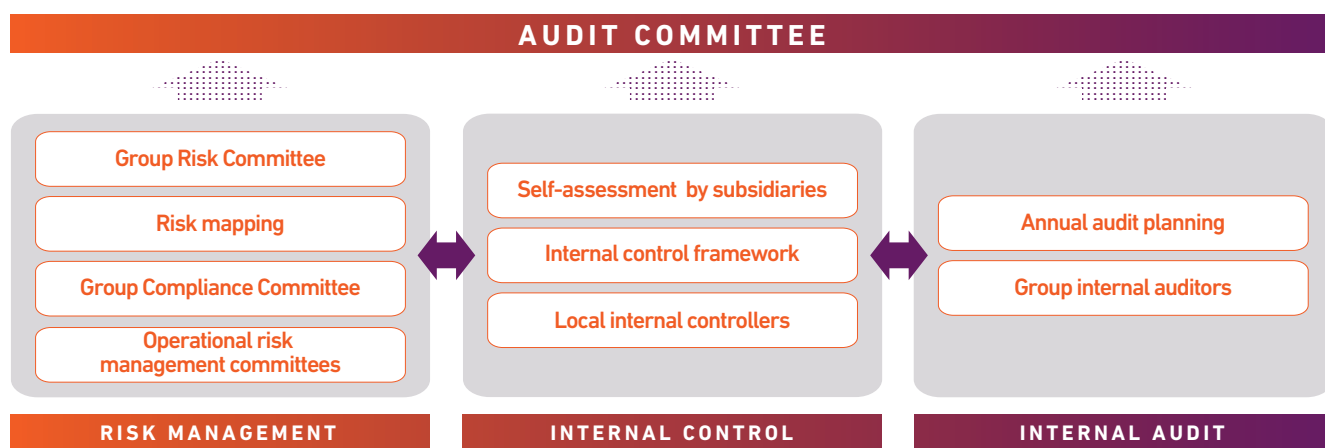 AUDIT COMMITTEE
Group Risk Committee
Risk mapping
Group Compliance Committee
Operational risk
management committees
RISK MANAGEMENT
Self-assessment by subsidiaries
Internal control framework
Local internal controllers
INTERNAL CONTROL
Annual audit planning
Group internal auditors
INTERNAL AUDIT